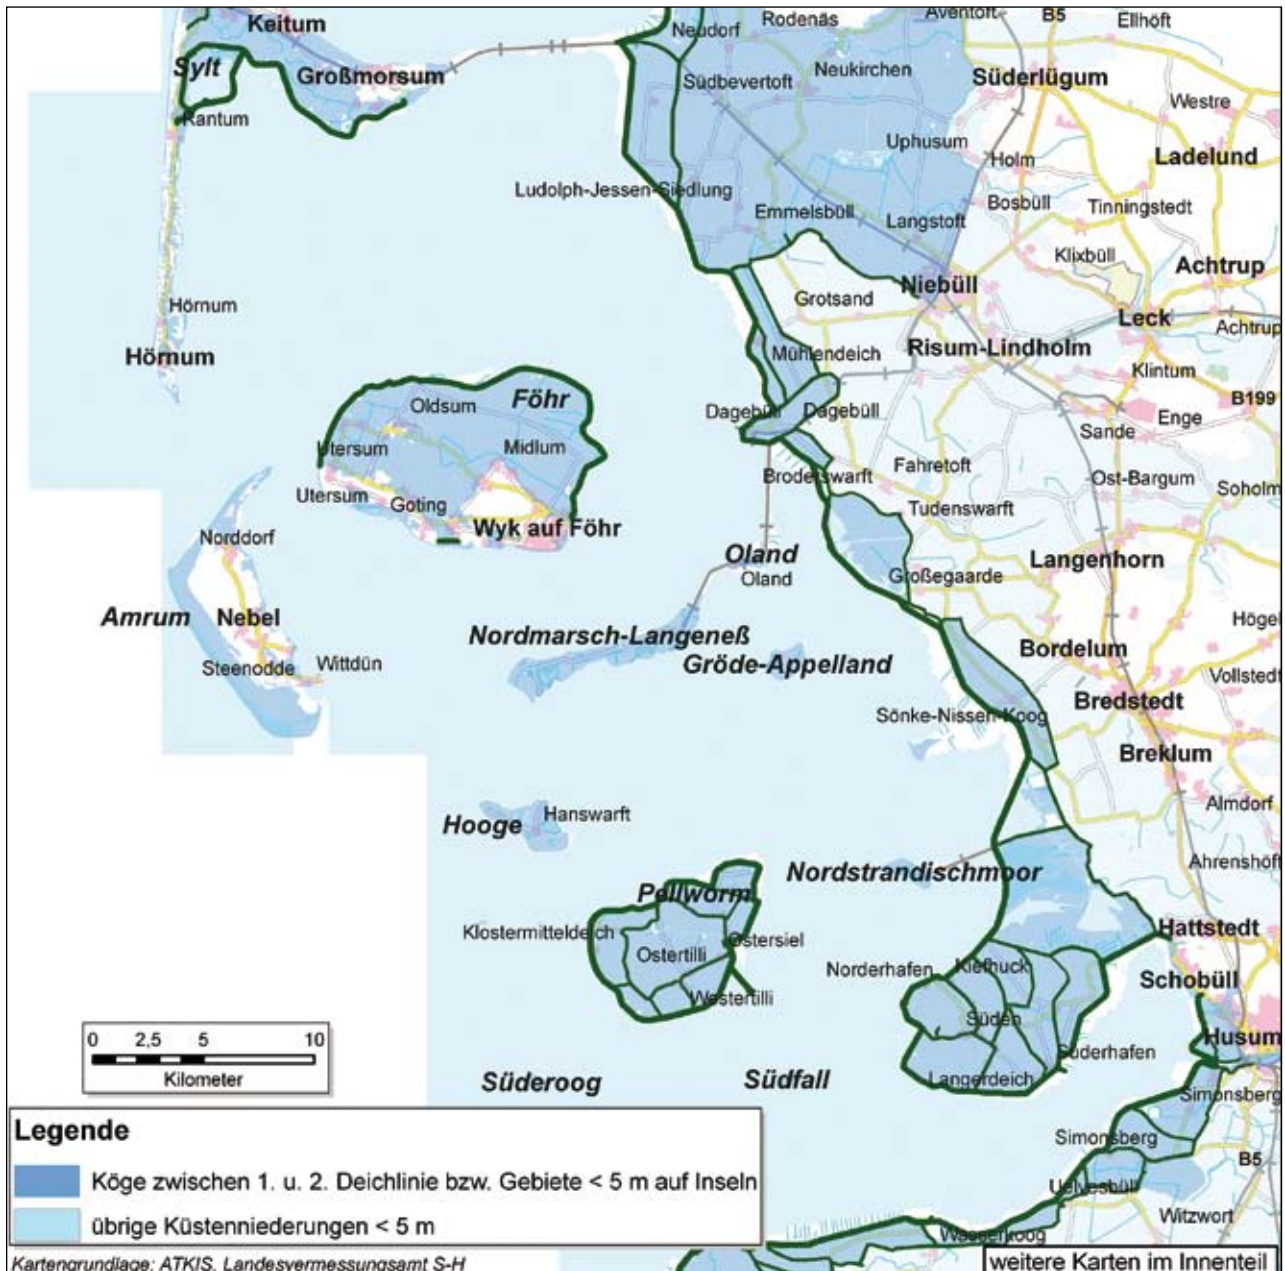 Keitum
Sylt
Großmorsum
Rantum
Neudorf
Rodenäs
Aventoft
B5
Ellhöft
Südbevertoft
Neukirchen
Süderlügum
Westre
Uphusum
Holm
Ladelund
Ludolph-Jessen-Siedlung
Emmelsbüll
Langstoft
Bosbüll
Tinningstedt
Klixbüll
Achtrup
Hörnum
Hörnum
Grotsand
Niebüll
Leck
Achtrup
Mühlendeich
Risum-Lindholm
Klintum
B199
Oldsum
Föhr
Dagebüll
Dagebüll
Enge
Sande
Utersum
Midlum
Utersum
Goting
Broderswarft
Fahretoft
Ost-Bargum
Soholm
Tudenswarft
Norddorf
Wyk auf Föhr
Oland
Oland
Großegaarde
Langenhorn
Amrum
Nebel
Nordmarsch-Langeneß
Gröde-Appelland
Högel
Bordelum
Steenodde
Wittdün
Vollstedt
Sönke-Nissen-Koog
Bredstedt
Breklum
Hooge
Hanswarft
Almdorf
Nordstrandischmoor
Ahrenshöft
Pellworm
Klostermitteldeich
Ostersiel
Ostertilli
Westertilli
Hattstedt
Norderhafen
Kiefhuck
Schobüll
Süden
Husum
Süderhafen
Langerdeich
0 2,5 5 10
Kilometer
Süderoog
Südfall
Simonsberg
Simonsberg
B5
Uelvesbüll
Witzwort
Wasserkoog
Legende
Köge zwischen 1. u. 2. Deichlinie bzw. Gebiete < 5 m auf Inseln
übrige Küstenniederungen < 5 m
Kartengrundlage: ATKIS, Landesvermessungsamt S-H
weitere Karten im Innenteil